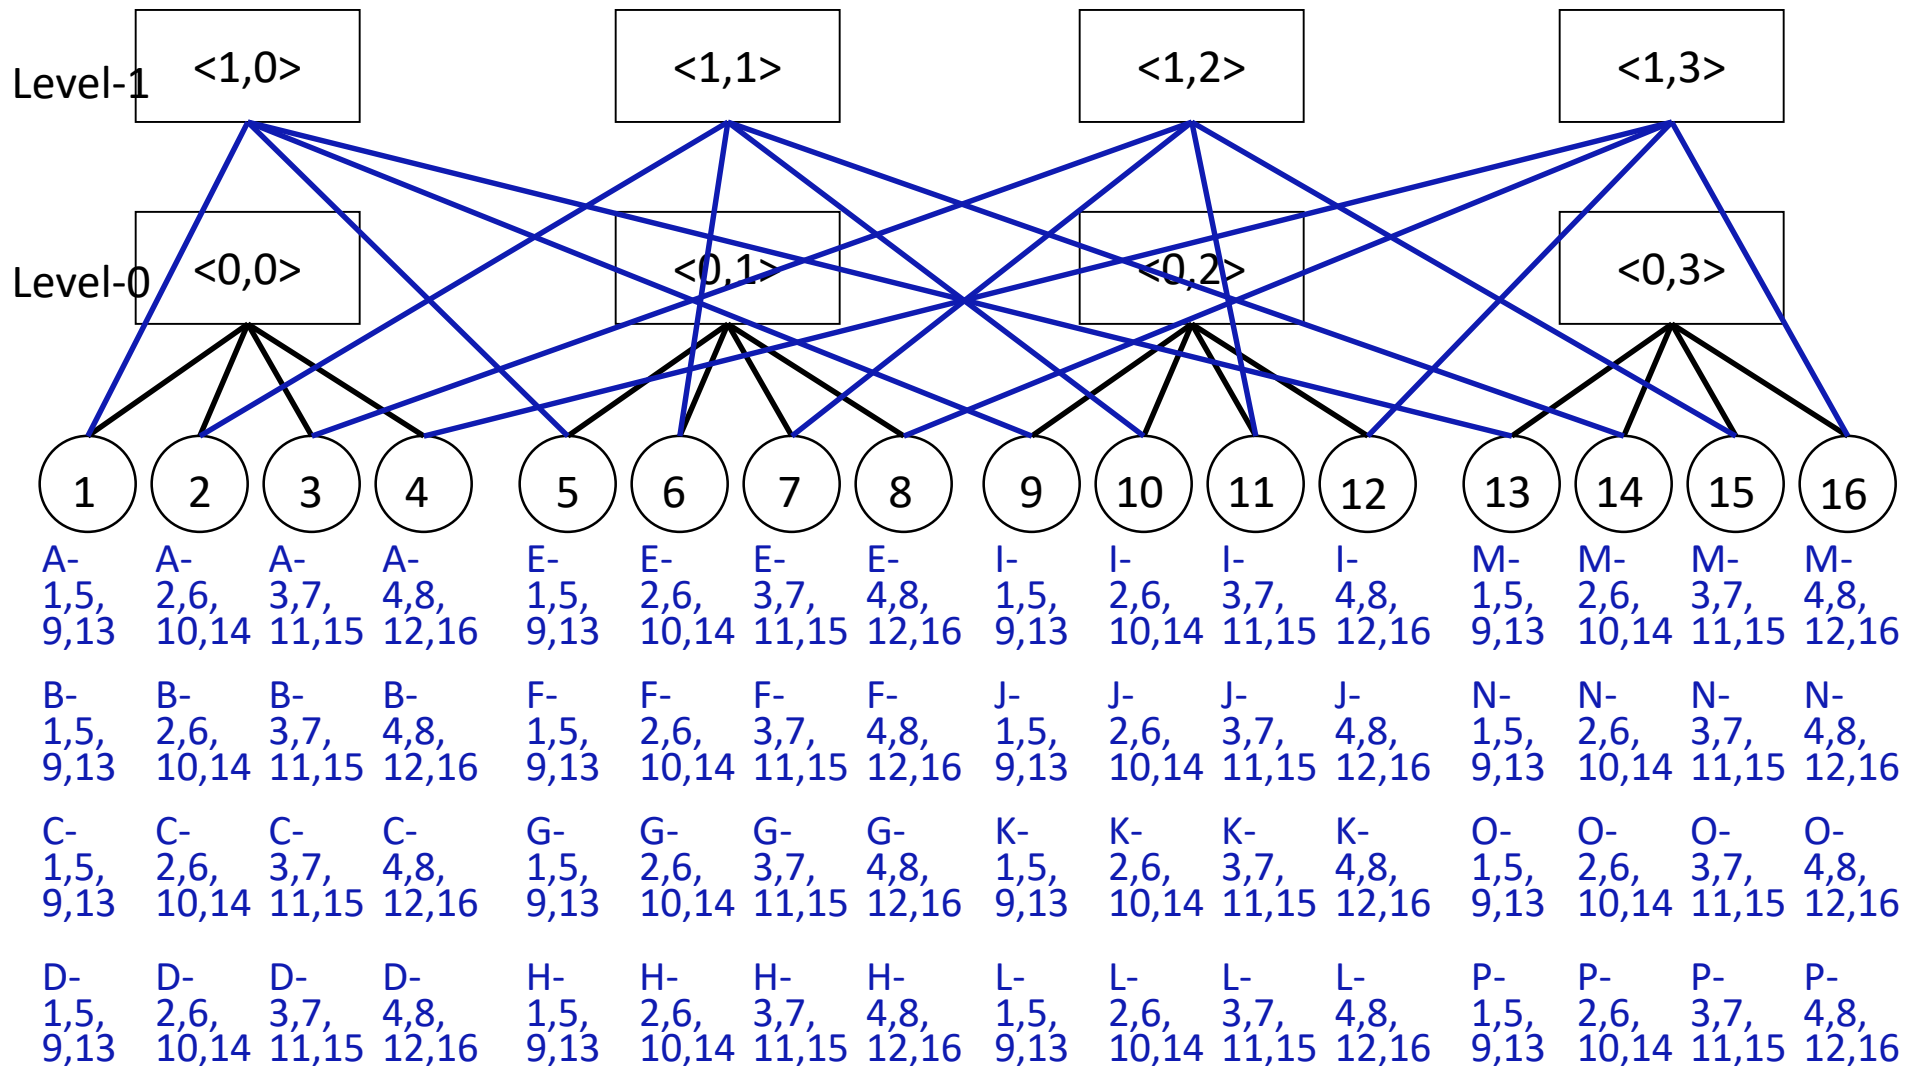 <1,0> <1,1> <1,2> <1,3>
Level-1
<0,0> <0,1> <0,2> <0,3>
Level-0
1 2 3 4 5 6 7 8 9 10 11 12 13 14 15 16
A- A- A- A- E- E- E- E- I- I- I- I- M- M- M- M-
1,5, 2,6, 3,7, 4,8, 1,5, 2,6, 3,7, 4,8, 1,5, 2,6, 3,7, 4,8, 1,5, 2,6, 3,7, 4,8,
9,13 10,14 11,15 12,16 9,13 10,14 11,15 12,16 9,13 10,14 11,15 12,16 9,13 10,14 11,15 12,16
B- B- B- B- F- F- F- F- J- J- J- J- N- N- N- N-
1,5, 2,6, 3,7, 4,8, 1,5, 2,6, 3,7, 4,8, 1,5, 2,6, 3,7, 4,8, 1,5, 2,6, 3,7, 4,8,
9,13 10,14 11,15 12,16 9,13 10,14 11,15 12,16 9,13 10,14 11,15 12,16 9,13 10,14 11,15 12,16
C- C- C- C- G- G- G- G- K- K- K- K- O- O- O- O-
1,5, 2,6, 3,7, 4,8, 1,5, 2,6, 3,7, 4,8, 1,5, 2,6, 3,7, 4,8, 1,5, 2,6, 3,7, 4,8,
9,13 10,14 11,15 12,16 9,13 10,14 11,15 12,16 9,13 10,14 11,15 12,16 9,13 10,14 11,15 12,16
D- D- D- D- H- H- H- H- L- L- L- L- P- P- P- P-
1,5, 2,6, 3,7, 4,8, 1,5, 2,6, 3,7, 4,8, 1,5, 2,6, 3,7, 4,8, 1,5, 2,6, 3,7, 4,8,
9,13 10,14 11,15 12,16 9,13 10,14 11,15 12,16 9,13 10,14 11,15 12,16 9,13 10,14 11,15 12,16